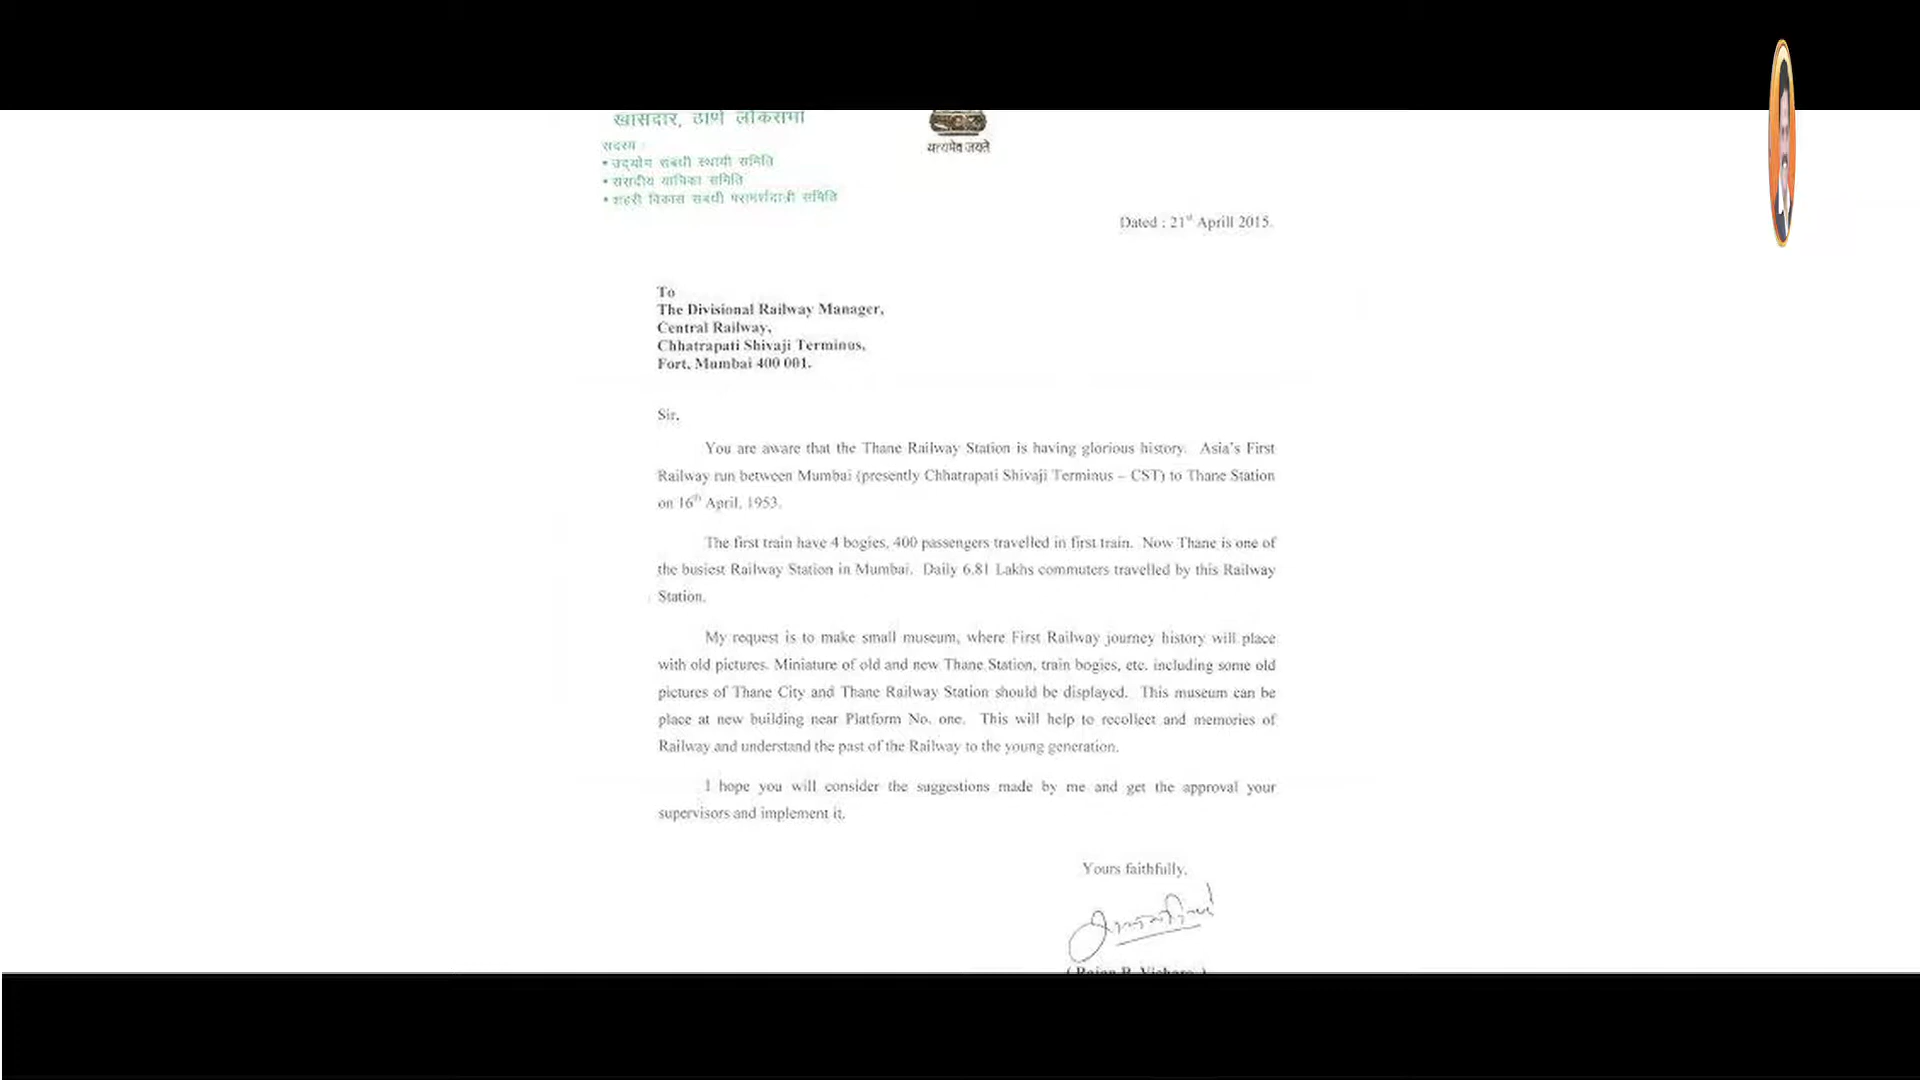 खासदार, ठाणे लोकसभा
सत्यमेव जयते
सदस्य :
• उद्योग संबधी स्थायी समिति
• संसदीय याचिका समिति
• शहरी विकास संबधी परामर्शदात्री समिति
Dated : 21st Aprill 2015.
To
The Divisional Railway Manager,
Central Railway,
Chhatrapati Shivaji Terminus,
Fort, Mumbai 400 001.
Sir,
You are aware that the Thane Railway Station is having glorious history. Asia's First
Railway run between Mumbai (presently Chhatrapati Shivaji Terminus – CST) to Thane Station
on 16th April, 1953.
The first train have 4 bogies, 400 passengers travelled in first train. Now Thane is one of
the busiest Railway Station in Mumbai. Daily 6.81 Lakhs commuters travelled by this Railway
Station.
My request is to make small museum, where First Railway journey history will place
with old pictures. Miniature of old and new Thane Station, train bogies, etc. including some old
pictures of Thane City and Thane Railway Station should be displayed. This museum can be
place at new building near Platform No. one. This will help to recollect and memories of
Railway and understand the past of the Railway to the young generation.
I hope you will consider the suggestions made by me and get the approval your
supervisors and implement it.
Yours faithfully,
( Rajan B. Vichare )